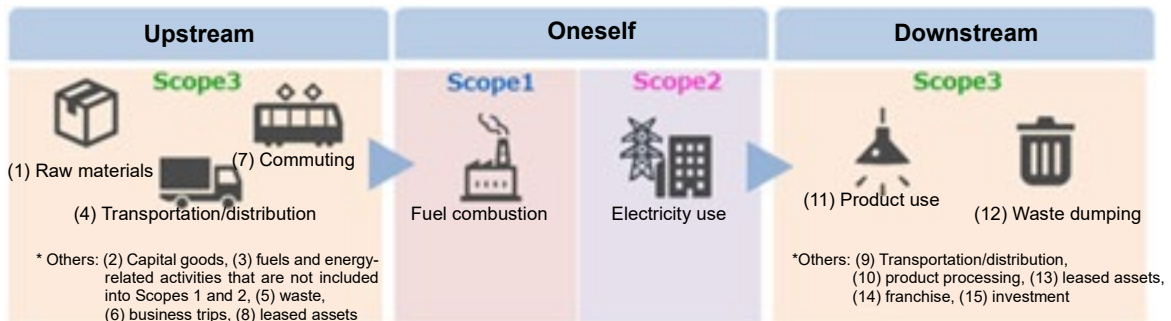 Upstream
Oneself
Downstream
Scope3
(1) Raw materials
(7) Commuting
(4) Transportation/distribution
* Others: (2) Capital goods, (3) fuels and energy-
related activities that are not included
into Scopes 1 and 2, (5) waste,
(6) business trips, (8) leased assets
Scope1
Fuel combustion
Scope2
Electricity use
Scope3
(11) Product use
(12) Waste dumping
*Others: (9) Transportation/distribution,
(10) product processing, (13) leased assets,
(14) franchise, (15) investment